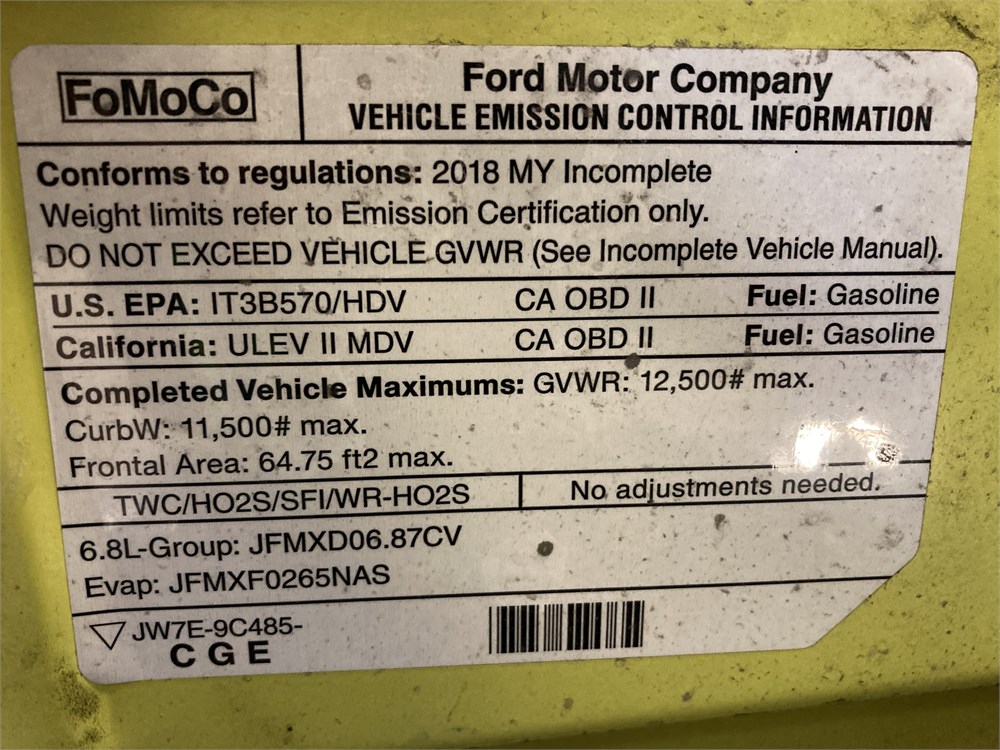 FoMoCo
Ford Motor Company
VEHICLE EMISSION CONTROL INFORMATION
Conforms to regulations: 2018 MY Incomplete
Weight limits refer to Emission Certification only.
DO NOT EXCEED VEHICLE GVWR (See Incomplete Vehicle Manual).
U.S. EPA: IT3B570/HDV CA OBD II Fuel: Gasoline
California: ULEV II MDV CA OBD II Fuel: Gasoline
Completed Vehicle Maximums: GVWR: 12,500# max.
CurbW: 11,500# max.
Frontal Area: 64.75 ft2 max.
TWC/HO2S/SFI/WR-HO2S No adjustments needed.
6.8L-Group: JFMXD06.87CV
Evap: JFMXF0265NAS
JW7E-9C485-
CGE